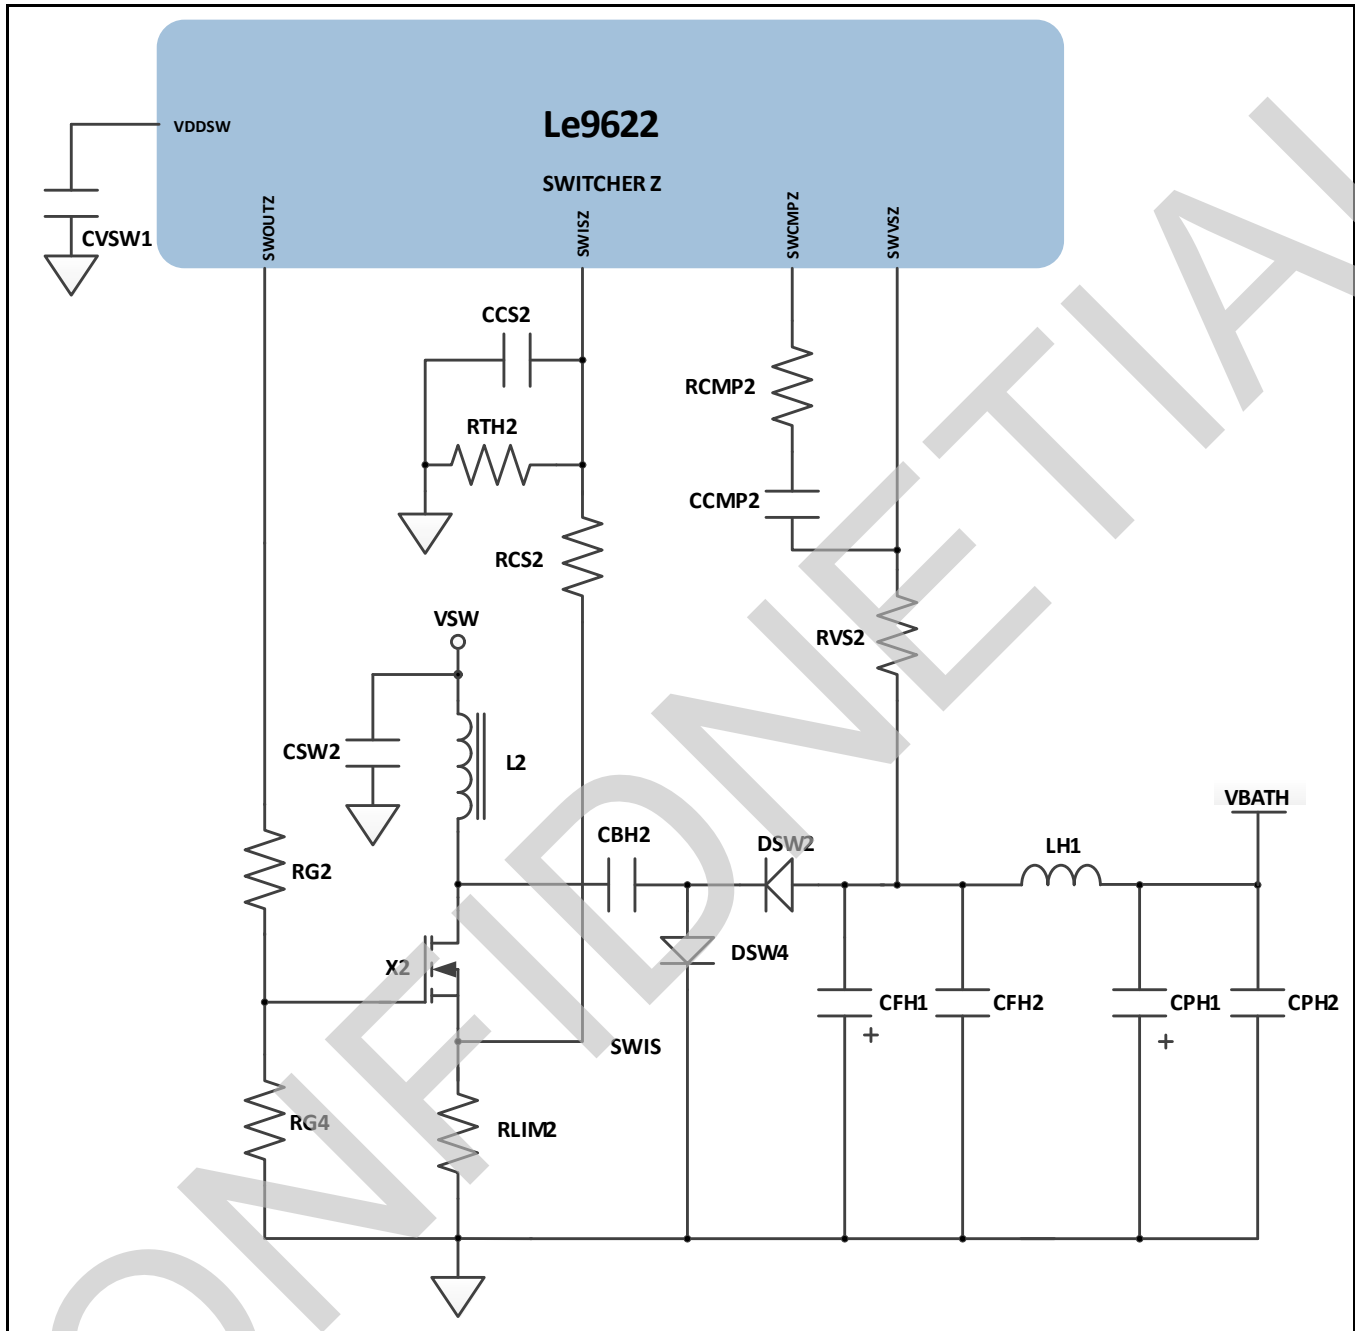 Le9622
VDDSW
SWITCHER Z
SWOUTZ
SWISZ
SWCMPZ
SWVSZ
CVSW1
CCS2
RTH2
RCMP2
CCMP2
RCS2
VSW
RVS2
CSW2
L2
VBATH
CBH2
DSW2
LH1
RG2
DSW4
X2
CFH1
CFH2
CPH1
CPH2
+
+
SWIS
RG4
RLIM2
ONFIDNETIAL